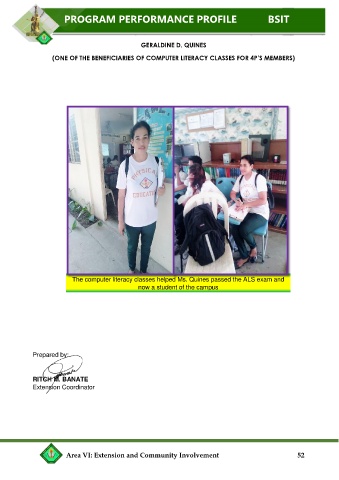 PROGRAM PERFORMANCE PROFILE BSIT
GERALDINE D. QUINES
(ONE OF THE BENEFICIARIES OF COMPUTER LITERACY CLASSES FOR 4P'S MEMBERS)
PHYSICAL
EDUCATION
The computer literacy classes helped Ms. Quines passed the ALS exam and
now a student of the campus
Prepared by:
RITCH M. BANATE
Extension Coordinator
Area VI: Extension and Community Involvement 52